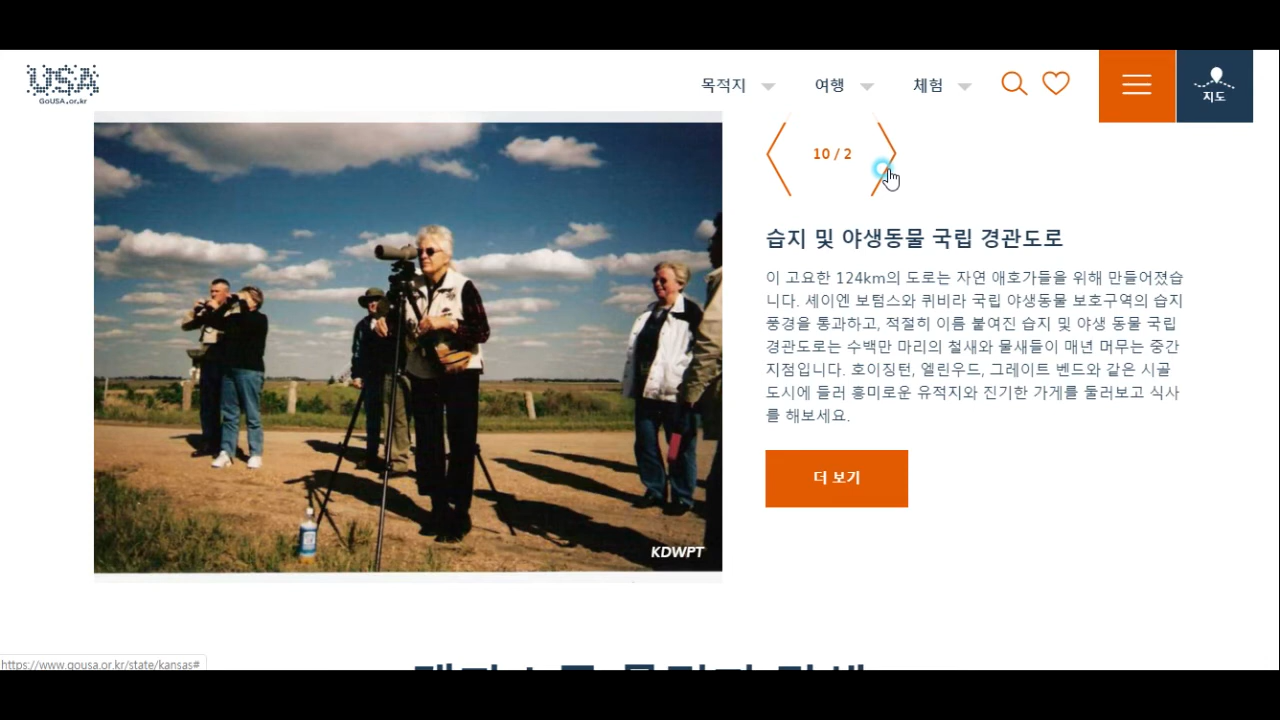 USA
GoUSA.or.kr
목적지
여행
체험
지도
10 / 2
습지 및 야생동물 국립 경관도로
이 고요한 124km의 도로는 자연 애호가들을 위해 만들어졌습
니다. 셰이엔 보텀스와 퀴비라 국립 야생동물 보호구역의 습지
풍경을 통과하고, 적절히 이름 붙여진 습지 및 야생 동물 국립
경관도로는 수백만 마리의 철새와 물새들이 매년 머무는 중간
지점입니다. 호이징턴, 엘린우드, 그레이트 벤드와 같은 시골
도시에 들러 흥미로운 유적지와 진기한 가게를 둘러보고 식사
를 해보세요.
더 보기
KDWPT
https://www.gousa.or.kr/state/kansas#